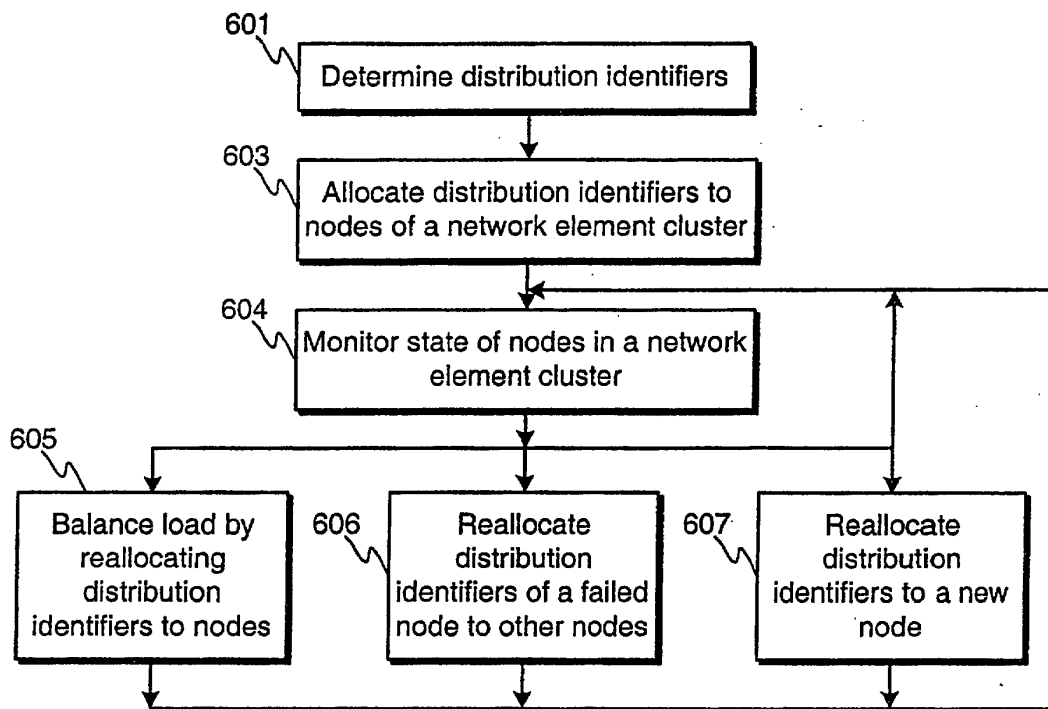 601
Determine distribution identifiers
603
Allocate distribution identifiers to
nodes of a network element cluster
604
Monitor state of nodes in a network
element cluster
605
Balance load by
reallocating
distribution
identifiers to nodes
606
Reallocate
distribution
identifiers of a failed
node to other nodes
607
Reallocate
distribution
identifiers to a new
node